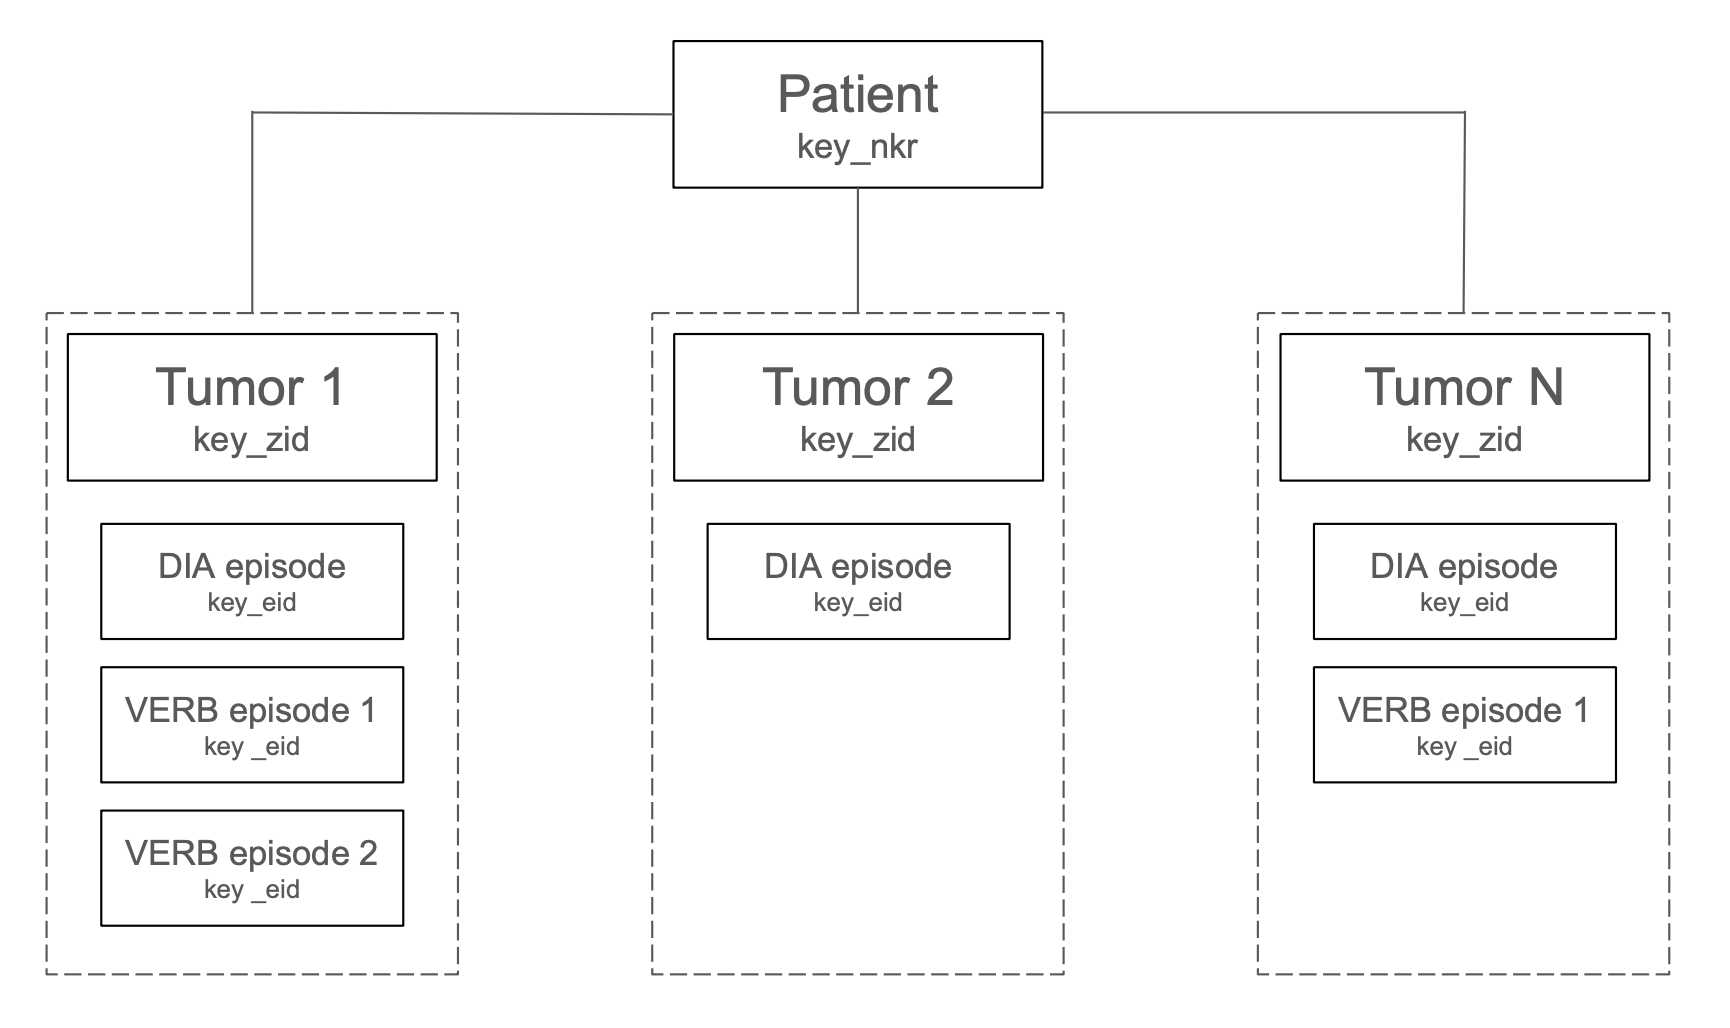 Patient
key_nkr
Tumor 1
key_zid
DIA episode
key_eid
VERB episode 1
key _eid
VERB episode 2
key _eid
Tumor 2
key_zid
DIA episode
key_eid
Tumor N
key_zid
DIA episode
key_eid
VERB episode 1
key _eid